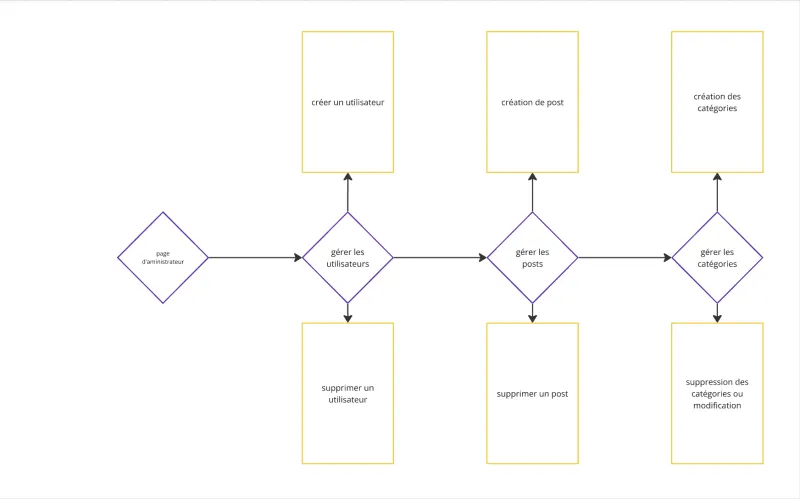 créer un utilisateur
création de post
création des
catégories
page
d'aministrateur
gérer les
utilisateurs
gérer les
posts
gérer les
catégories
supprimer un
utilisateur
supprimer un post
suppression des
catégories ou
modification